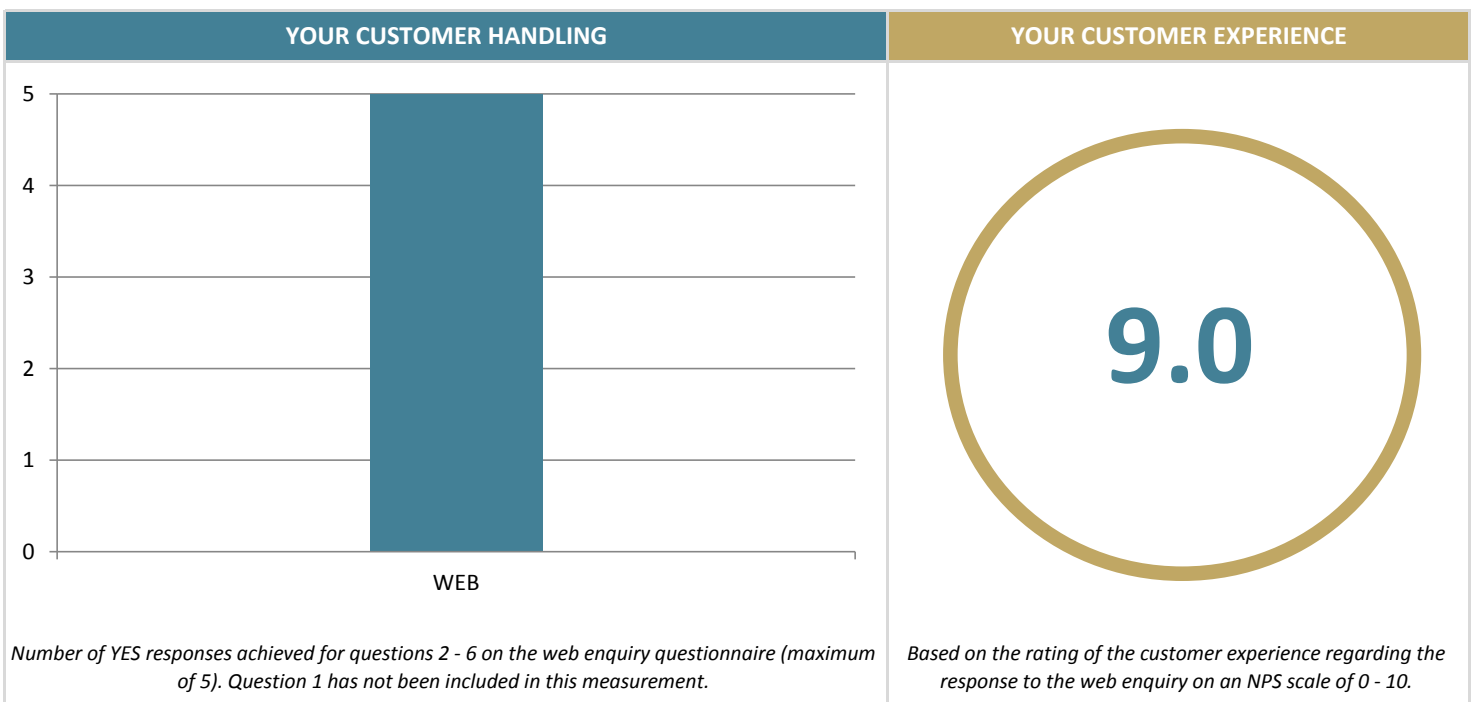 YOUR CUSTOMER HANDLING
5
4
3
2
1
0
WEB
Number of YES responses achieved for questions 2 - 6 on the web enquiry questionnaire (maximum
of 5). Question 1 has not been included in this measurement.
YOUR CUSTOMER EXPERIENCE
9.0
Based on the rating of the customer experience regarding the
response to the web enquiry on an NPS scale of 0 - 10.